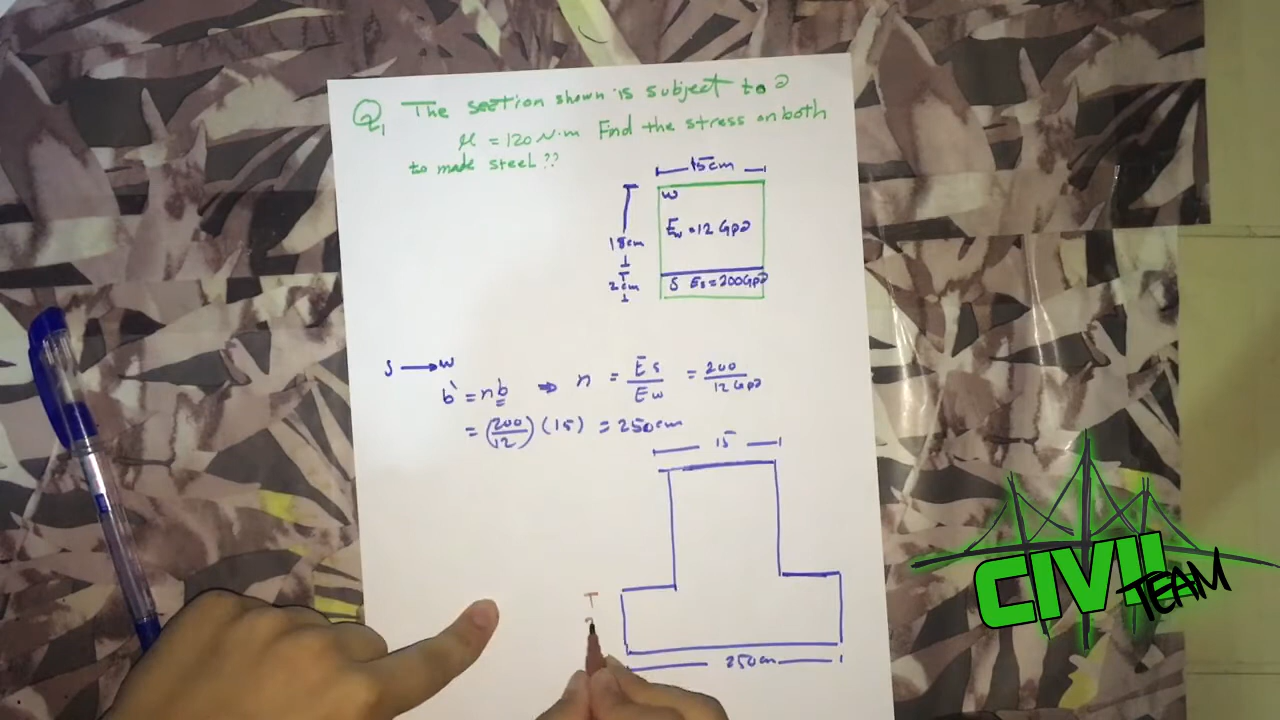 Q1 The section shown is subject to a
M = 120 N.m Find the stress on both
to made steel ??
15cm
W
Ew = 12 Gpa
18cm
2cm
S Es = 200Gpa
S → W
b` = nb ⇒ n = Es/Ew = 200/12 Gpa
= (200/12) (15) = 250cm
15
250cm
CIVIL
TEAM